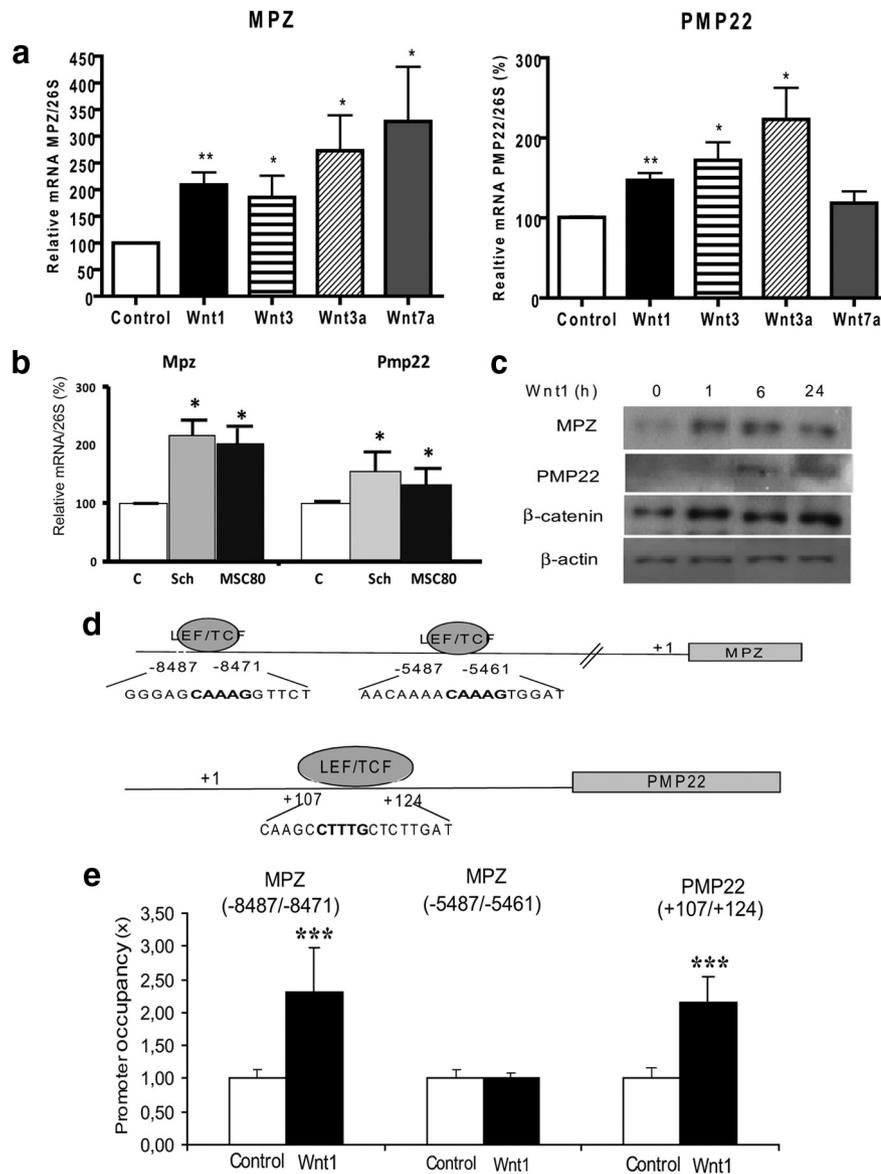 MPZ
PMP22
a
Relative mRNA MPZ/26S
450
400
350
300
250
200
150
100
50
0
**
*
*
*
Control Wnt1 Wnt3 Wnt3a Wnt7a
Realtive mRNA PMP22/26S (%)
300
200
100
0
**
*
*
Control Wnt1 Wnt3 Wnt3a Wnt7a
b
Mpz
Pmp22
Relative mRNA/26S (%)
300
200
100
0
* *
* *
C Sch MSC80
C Sch MSC80
c
Wnt1 (h) 0 1 6 24
MPZ
PMP22
β-catenin
β-actin
d
LEF/TCF
LEF/TCF
+1
MPZ
-8487 -8471
-5487 -5461
GGGAGCAAAGGTTCT
AACAAAACAAAGTGGAT
+1
LEF/TCF
PMP22
+107
+124
CAAGCCTTTGCTCTTGAT
e
MPZ
(-8487/-8471)
MPZ
(-5487/-5461)
PMP22
(+107/+124)
Promoter occupancy (x)
3,50
3,00
2,50
2,00
1,50
1,00
0,50
0,00
***
***
Control Wnt1
Control Wnt1
Control Wnt1